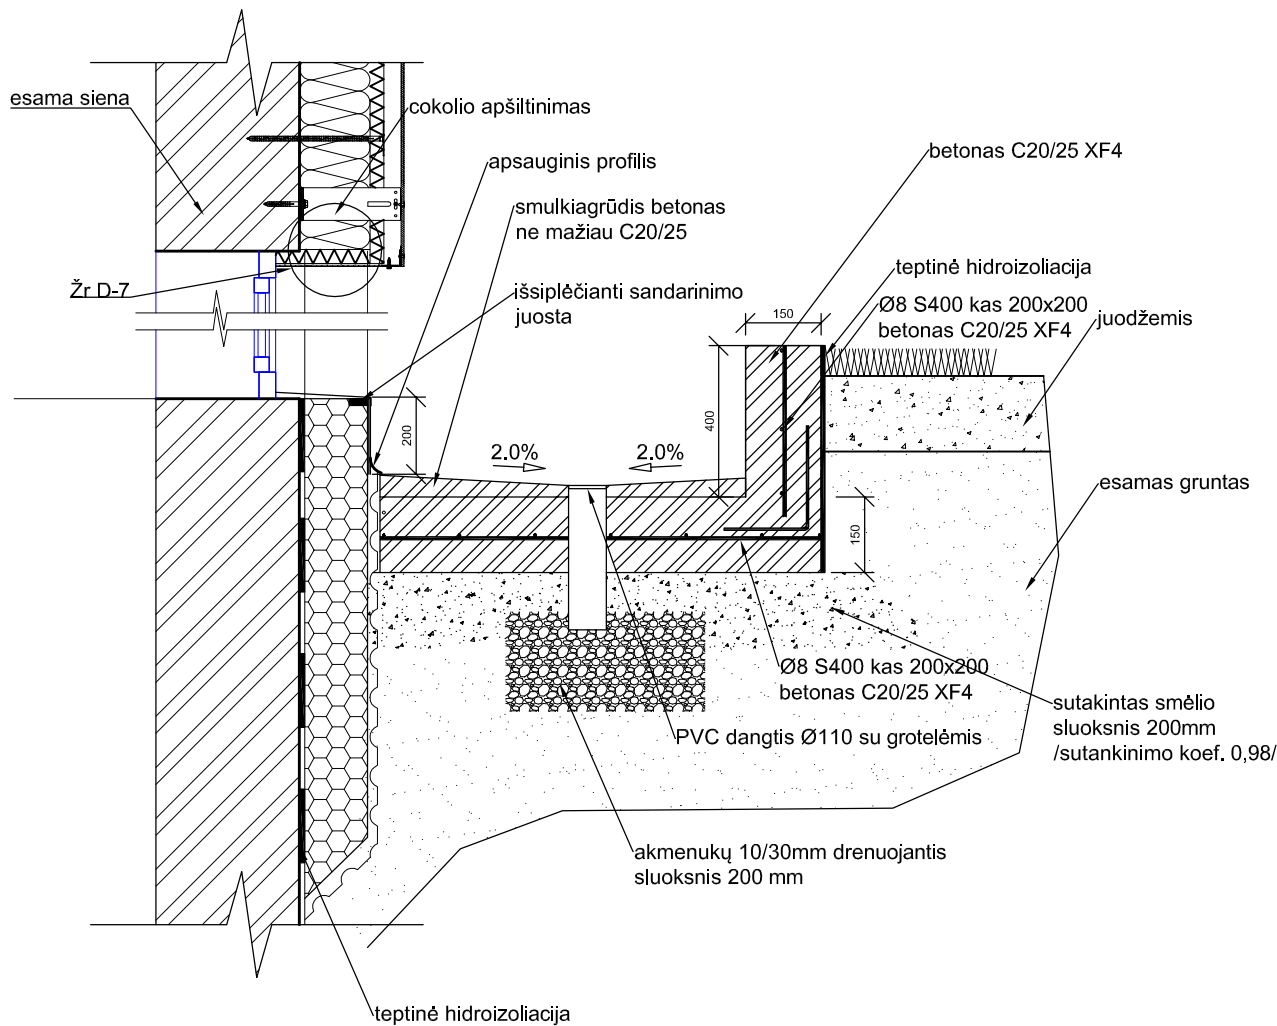 esama siena
cokolio apšiltinimas
apsauginis profilis
betonas C20/25 XF4
smulkiagrūdis betonas
ne mažiau C20/25
teptinė hidroizoliacija
Žr D-7
išsiplėčianti sandarinimo
juosta
Ø8 S400 kas 200x200
betonas C20/25 XF4
juodžemis
150
400
200
2.0%
2.0%
esamas gruntas
150
Ø8 S400 kas 200x200
betonas C20/25 XF4
sutakintas smėlio
sluoksnis 200mm
/sutankinimo koef. 0,98/
PVC dangtis Ø110 su grotelėmis
akmenukų 10/30mm drenuojantis
sluoksnis 200 mm
teptinė hidroizoliacija